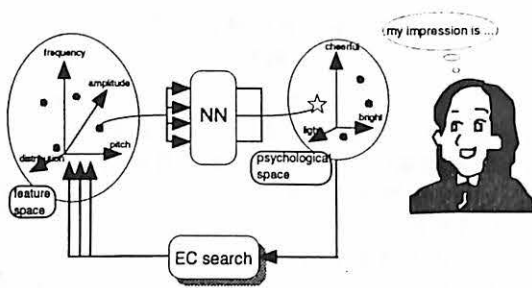 my impression is ...
frequency
amplitude
distribution
pitch
feature
space
NN
cheerful
bright
light
psychological
space
EC search